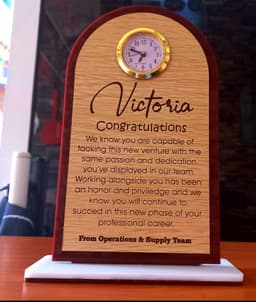 Victoria
Congratulations
We know you are capable of
tacking this new venture with the
same passion and dedication
you've displayed in our team.
Working alongside you has been
an honor and priviledge and we
know you will continue to
succed in this new phase of your
professional career.
From Operations & Supply Team